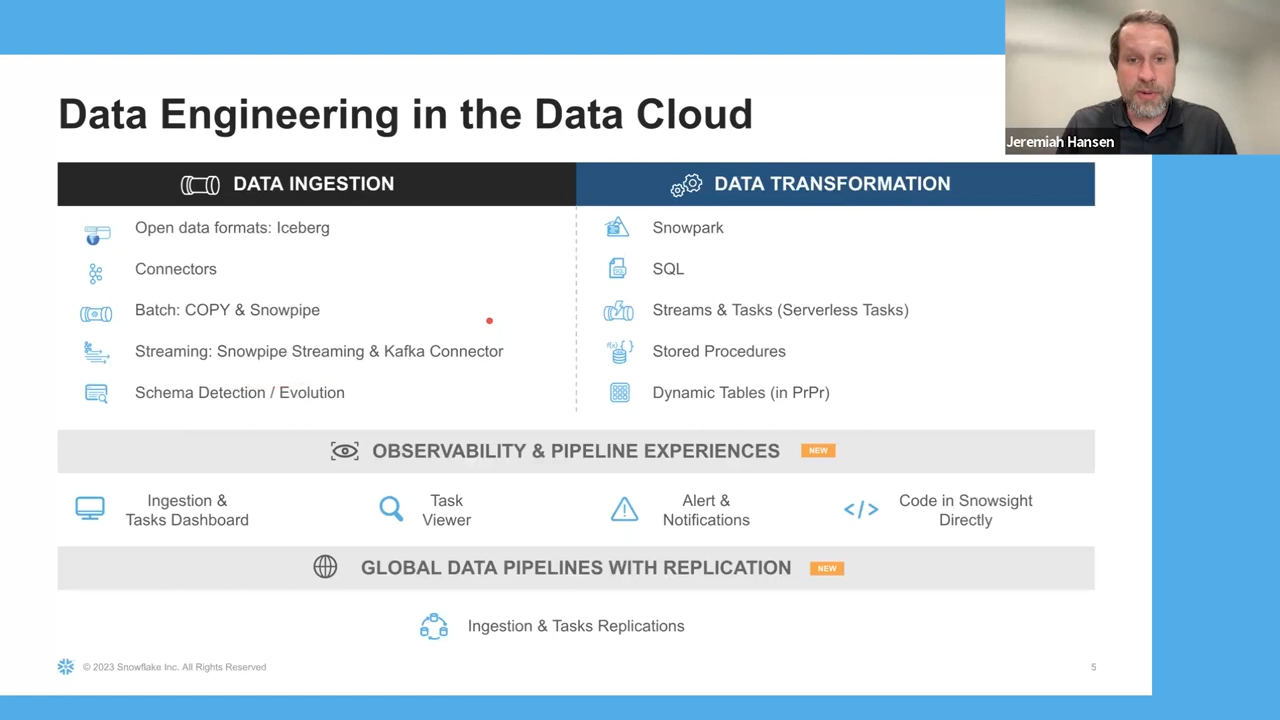 Data Engineering in the Data Cloud
Jeremiah Hansen
DATA INGESTION
Open data formats: Iceberg
Connectors
Batch: COPY & Snowpipe
Streaming: Snowpipe Streaming & Kafka Connector
Schema Detection / Evolution
DATA TRANSFORMATION
Snowpark
SQL
SQL
Streams & Tasks (Serverless Tasks)
f(x) { }
Stored Procedures
Dynamic Tables (in PrPr)
OBSERVABILITY & PIPELINE EXPERIENCES NEW
Ingestion &
Tasks Dashboard
Task
Viewer
Alert &
Notifications
</>
Code in Snowsight
Directly
GLOBAL DATA PIPELINES WITH REPLICATION NEW
Ingestion & Tasks Replications
© 2023 Snowflake Inc. All Rights Reserved
5